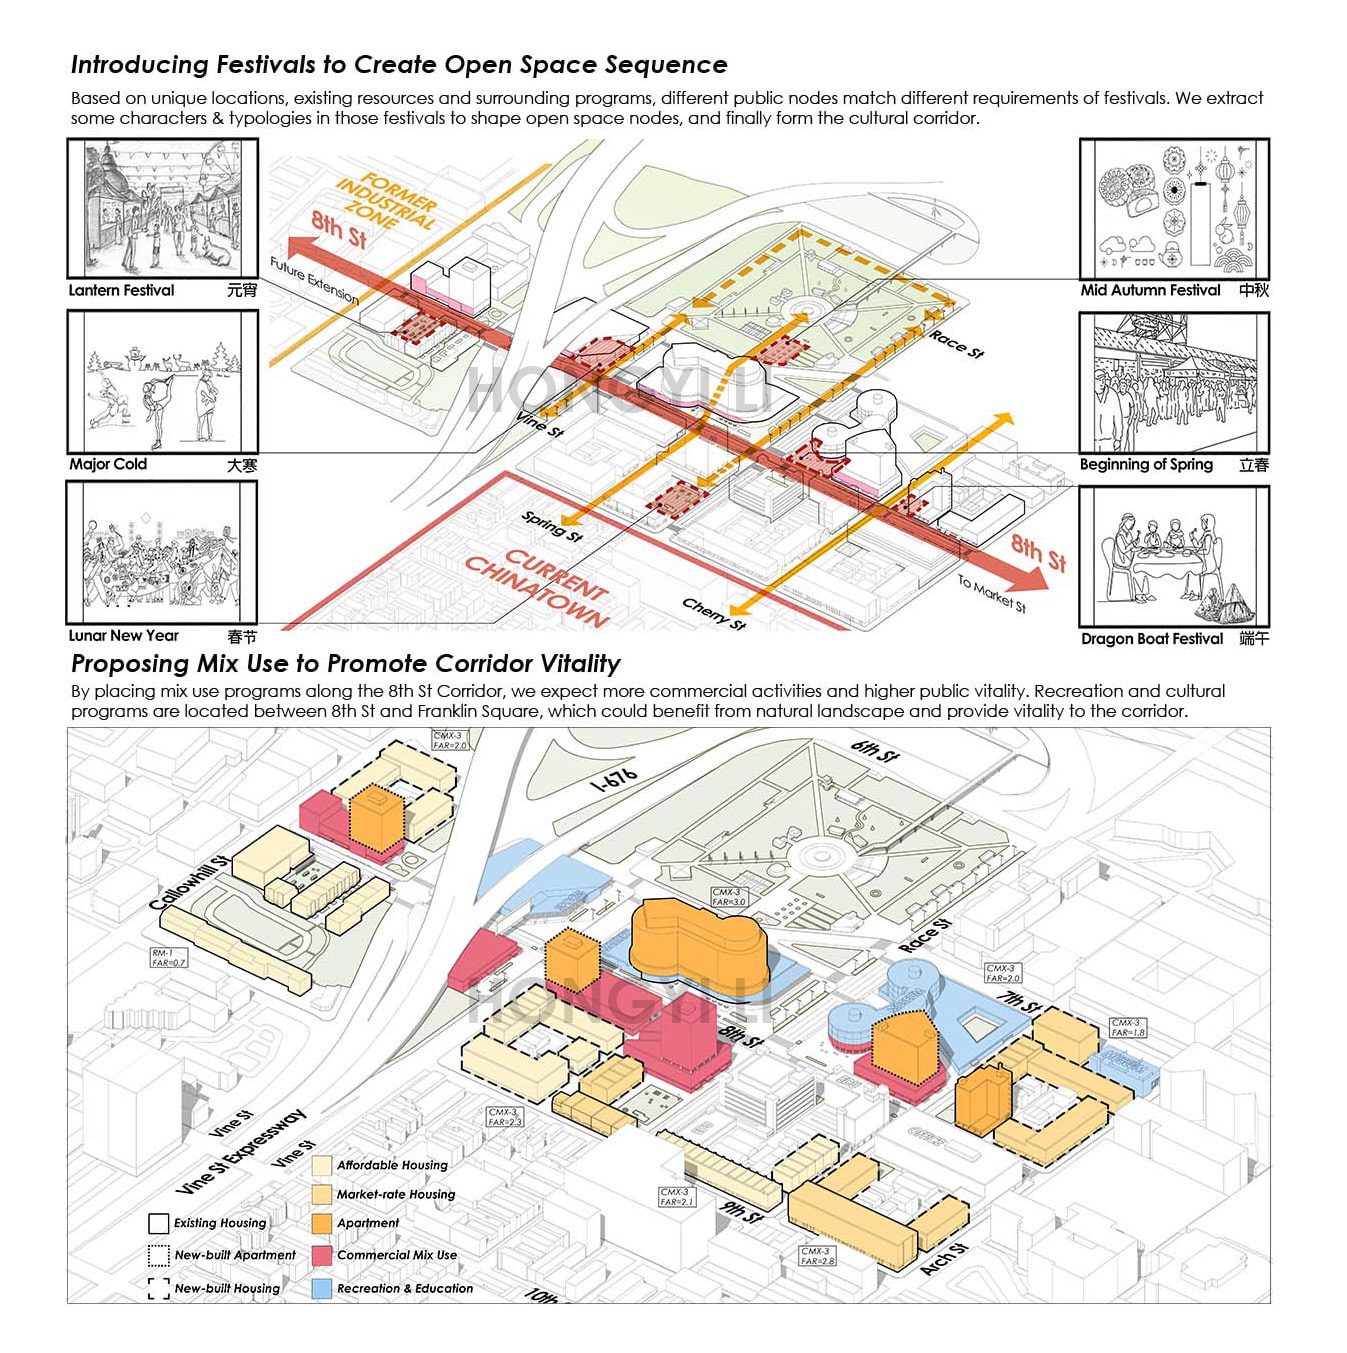 Introducing Festivals to Create Open Space Sequence
Based on unique locations, existing resources and surrounding programs, different public nodes match different requirements of festivals. We extract
some characters & typologies in those festivals to shape open space nodes, and finally form the cultural corridor.
Lantern Festival 元宵
Major Cold 大寒
Lunar New Year 春节
FORMER
INDUSTRIAL
ZONE
8th St
Future Extension
Vine St
Spring St
CURRENT
CHINATOWN
Cherry St
Race St
8th St
To Market St
HONGYI LI
Mid Autumn Festival 中秋
Beginning of Spring 立春
Dragon Boat Festival 端午
Proposing Mix Use to Promote Corridor Vitality
By placing mix use programs along the 8th St Corridor, we expect more commercial activities and higher public vitality. Recreation and cultural
programs are located between 8th St and Franklin Square, which could benefit from natural landscape and provide vitality to the corridor.
CMX-3
FAR=2.0
I-676
6th St
Callowhill St
RM-1
FAR=0.7
CMX-3
FAR=3.0
Race St
CMX-3
FAR=2.0
7th St
CMX-3
FAR=1.8
HONGYI LI
8th St
CMX-3
FAR=2.3
OFFICE
Vine St
Vine St Expressway
Vine St
CMX-3
FAR=2.1
9th St
CMX-3
FAR=2.8
Arch St
10th St
Affordable Housing
Market-rate Housing
Existing Housing
Apartment
New-built Apartment
Commercial Mix Use
New-built Housing
Recreation & Education